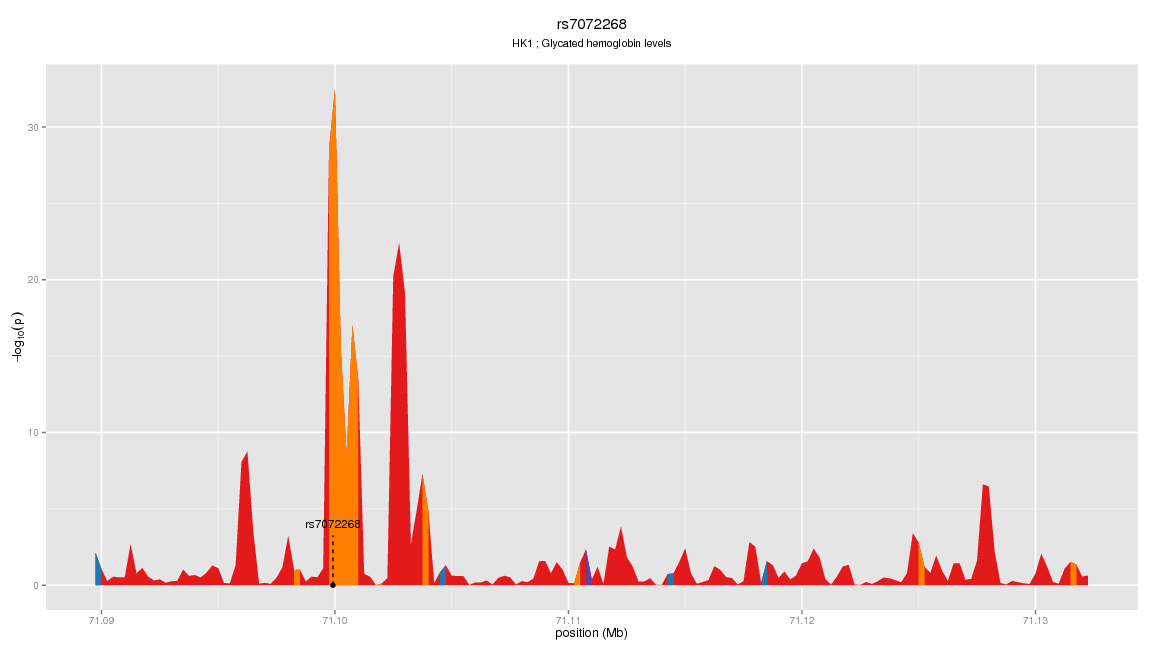 rs7072268
HK1 ; Glycated hemoglobin levels
30
20
10
0
−log10(p)
rs7072268
71.09 71.10 71.11 71.12 71.13
position (Mb)